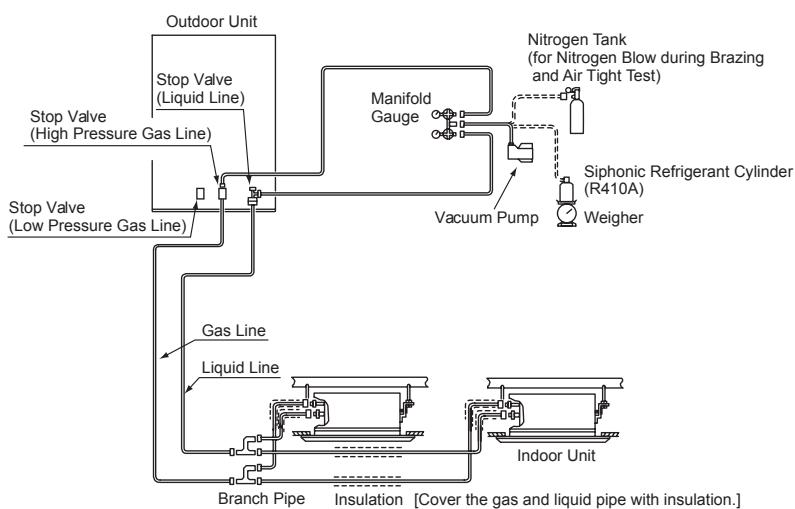 Outdoor Unit
Nitrogen Tank
(for Nitrogen Blow during Brazing
and Air Tight Test)
Stop Valve
(Liquid Line)
Manifold
Gauge
Stop Valve
(High Pressure Gas Line)
Siphonic Refrigerant Cylinder
(R410A)
Stop Valve
(Low Pressure Gas Line)
Vacuum Pump
Weigher
Gas Line
Liquid Line
Indoor Unit
Branch Pipe
Insulation [Cover the gas and liquid pipe with insulation.]